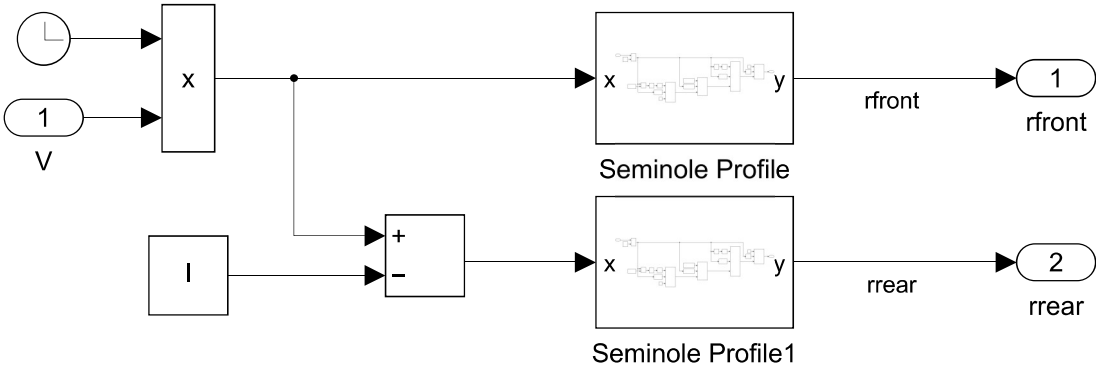 x
1
V
x
y
rfront
1
rfront
Seminole Profile
l
+
−
x
y
rrear
2
rrear
Seminole Profile1